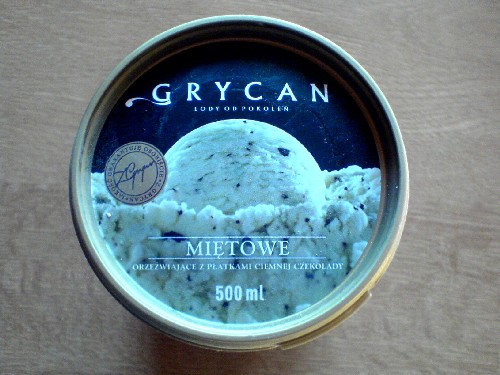 GRYCAN
LODY OD POKOLEŃ
MIĘTOWE
ORZEŹWIAJĄCE Z PŁATKAMI CIEMNEJ CZEKOLADY
500 ml